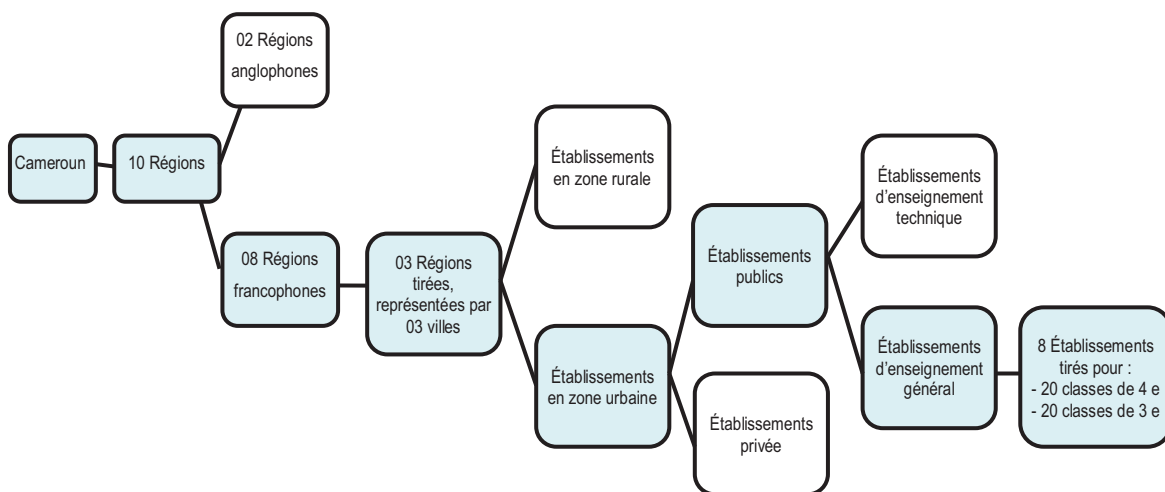 Cameroun
10 Régions
02 Régions
anglophones
08 Régions
francophones
03 Régions
tirées,
représentées par
03 villes
Établissements
en zone rurale
Établissements
en zone urbaine
Établissements
publics
Établissements
privée
Établissements
d'enseignement
technique
Établissements
d'enseignement
général
8 Établissements
tirés pour :
- 20 classes de 4 e
- 20 classes de 3 e